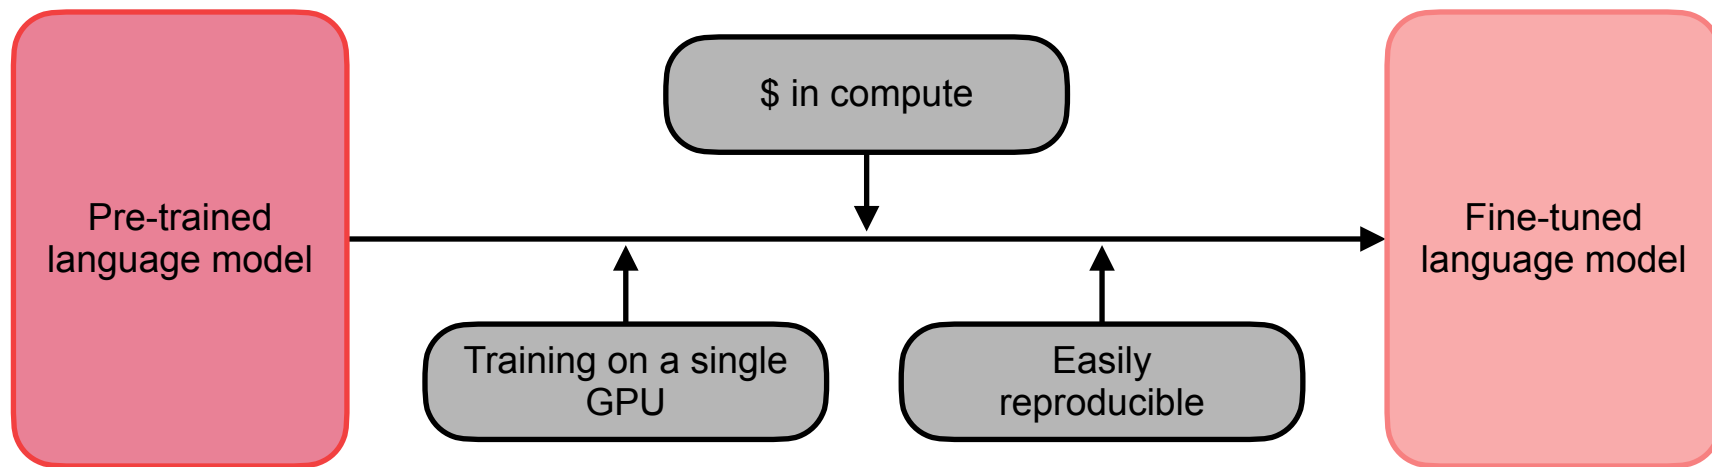 Pre-trained
language model
$ in compute
Training on a single
GPU
Easily
reproducible
Fine-tuned
language model